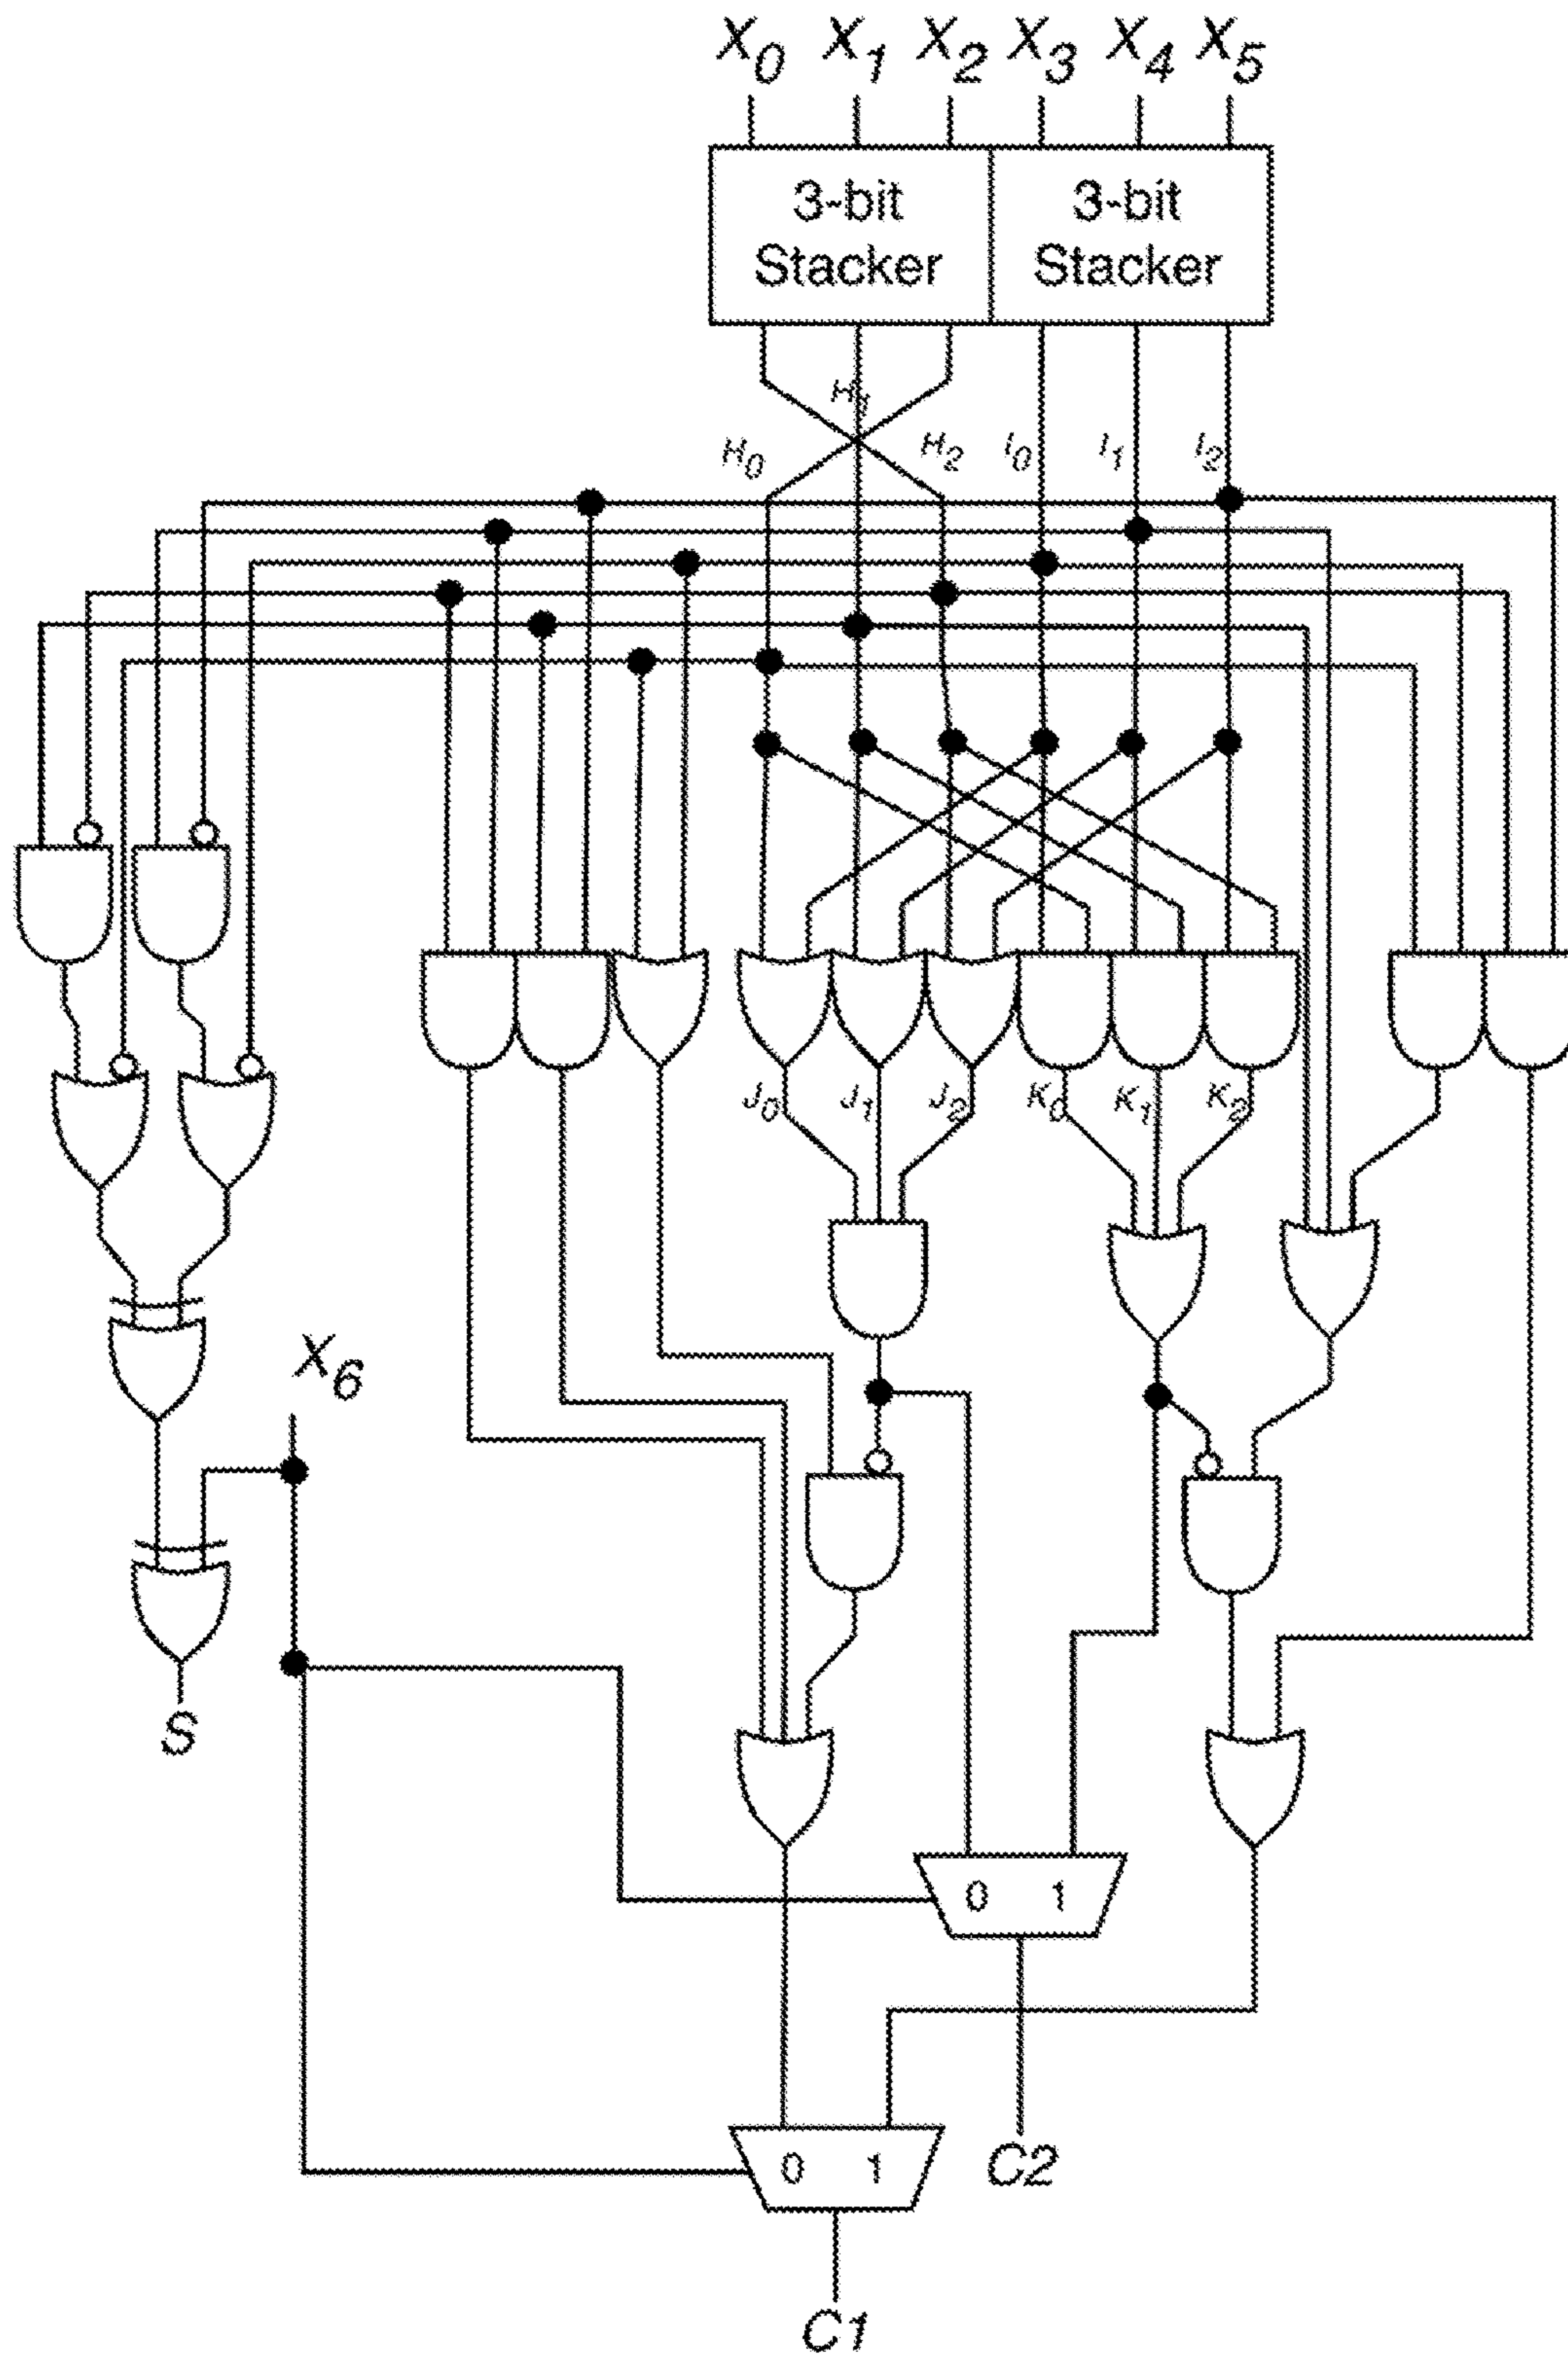 X0 X1 X2 X3 X4 X5
3-bit Stacker
3-bit Stacker
H1
H0 H2 I0 I1 I2
J0 J1 J2 K0 K1 K2
X6
S
0 1
C2
0 1
C1